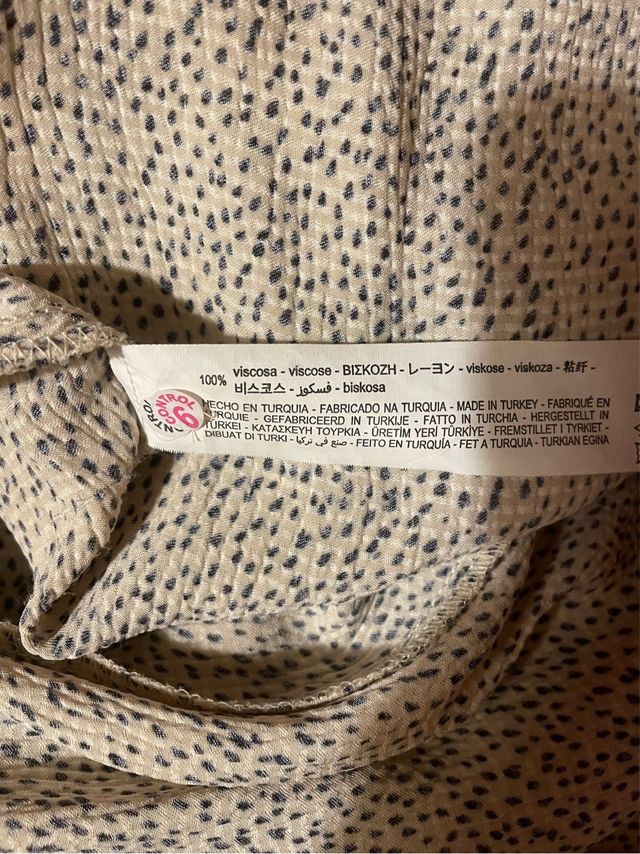 100% viscosa - viscose - ΒΙΣΚΟΖΗ - レーヨン - viskose - viskoza - 粘纤 -
비스코스 - فسكوز - biskosa
HECHO EN TURQUIA - FABRICADO NA TURQUIA - MADE IN TURKEY - FABRIQUÉ EN
TURQUIE - GEFABRICEERD IN TURKIJE - FATTO IN TURCHIA - HERGESTELLT IN
TÜRKEI - ΚΑΤΑΣΚΕΥΗ ΤΟΥΡΚΙΑ - ÜRETİM YERİ TÜRKİYE - FREMSTILLET I TYRKIET -
DIBUAT DI TURKI - صنع في تركيا - FEITO EN TURQUÍA - FET A TURQUIA - TURKIAN EGINA
CONTROL
6